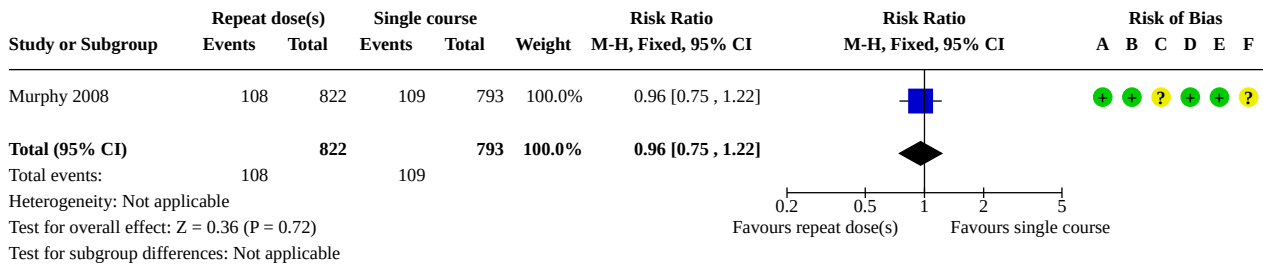 Repeat dose(s) Single course Risk Ratio Risk Ratio Risk of Bias
Study or Subgroup Events Total Events Total Weight M-H, Fixed, 95% CI M-H, Fixed, 95% CI A B C D E F
Murphy 2008 108 822 109 793 100.0% 0.96 [0.75 , 1.22] + + ? + + ?
Total (95% CI) 822 793 100.0% 0.96 [0.75 , 1.22]
Total events: 108 109
Heterogeneity: Not applicable 0.2 0.5 1 2 5
Test for overall effect: Z = 0.36 (P = 0.72) Favours repeat dose(s) Favours single course
Test for subgroup differences: Not applicable